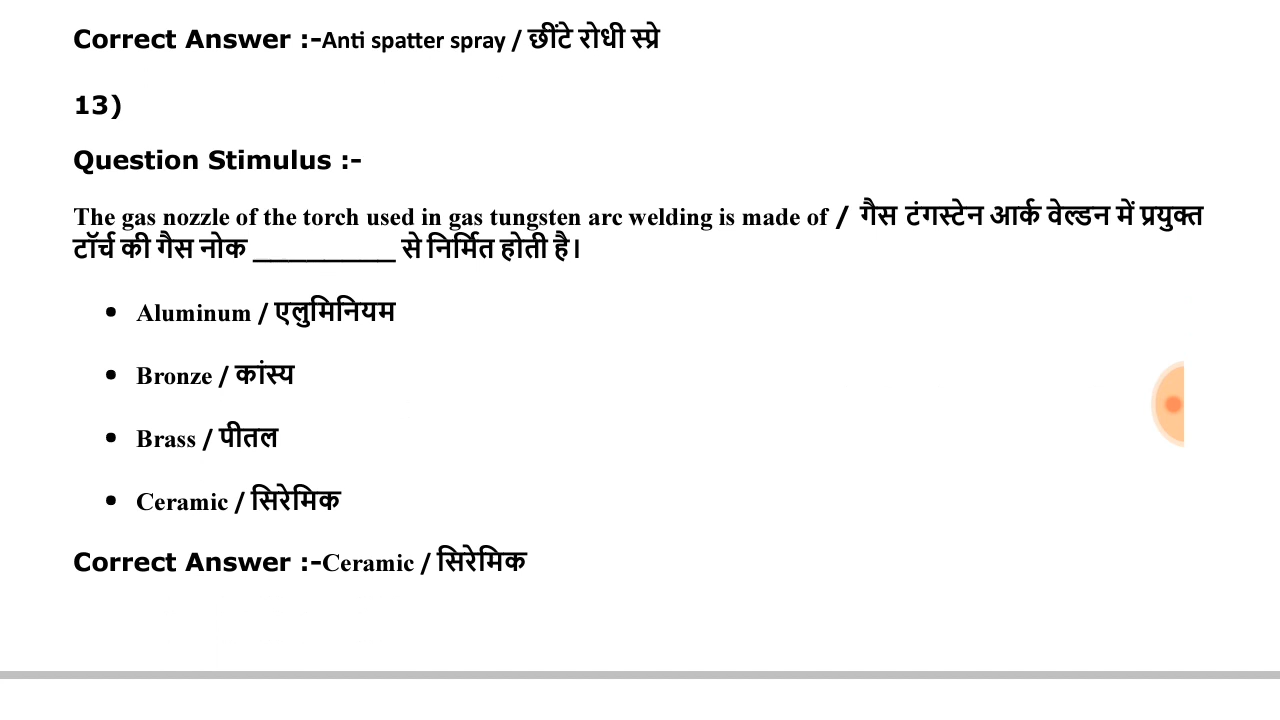 Correct Answer :-Anti spatter spray / छींटे रोधी स्प्रे
13)
Question Stimulus :-
The gas nozzle of the torch used in gas tungsten arc welding is made of / गैस टंगस्टेन आर्क वेल्डन में प्रयुक्त
टॉर्च की गैस नोक __________ से निर्मित होती है।
• Aluminum / एलुमिनियम
• Bronze / कांस्य
• Brass / पीतल
• Ceramic / सिरेमिक
Correct Answer :-Ceramic / सिरेमिक